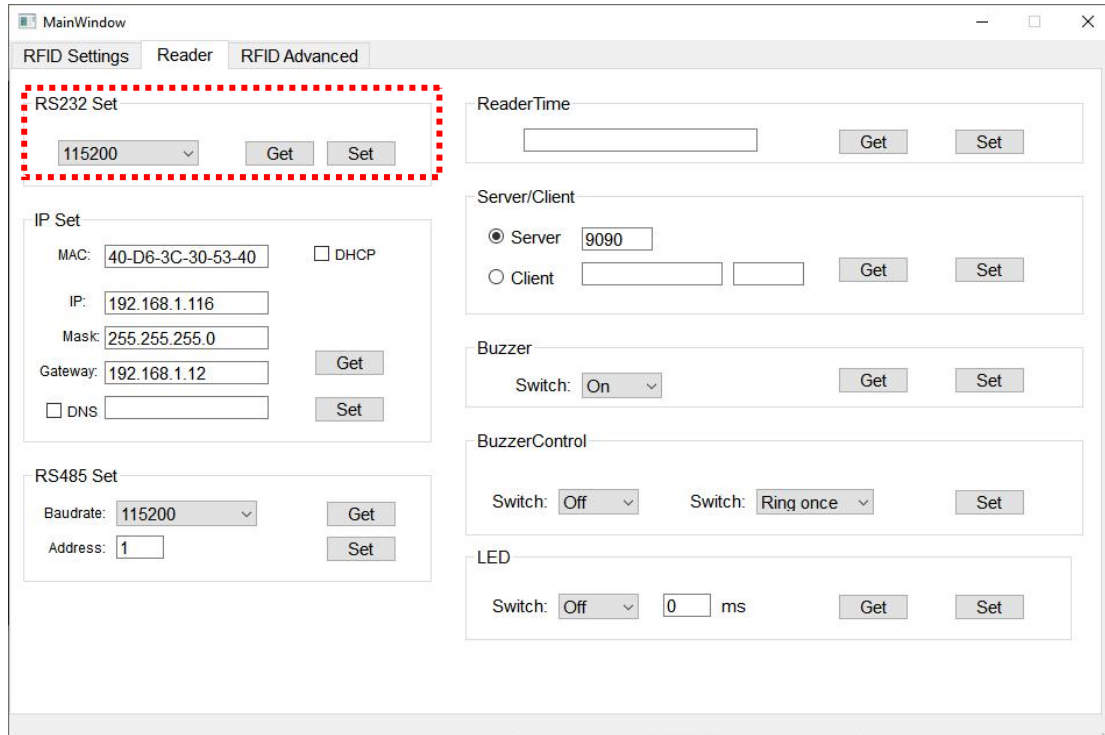 MainWindow
RFID Settings Reader RFID Advanced
RS232 Set
115200 Get Set
IP Set
MAC: 40-D6-3C-30-53-40 DHCP
IP: 192.168.1.116
Mask: 255.255.255.0
Gateway: 192.168.1.12 Get
DNS Set
RS485 Set
Baudrate: 115200 Get
Address: 1 Set
ReaderTime
Get Set
Server/Client
Server 9090
Client Get Set
Buzzer
Switch: On Get Set
BuzzerControl
Switch: Off Switch: Ring once Set
LED
Switch: Off 0 ms Get Set